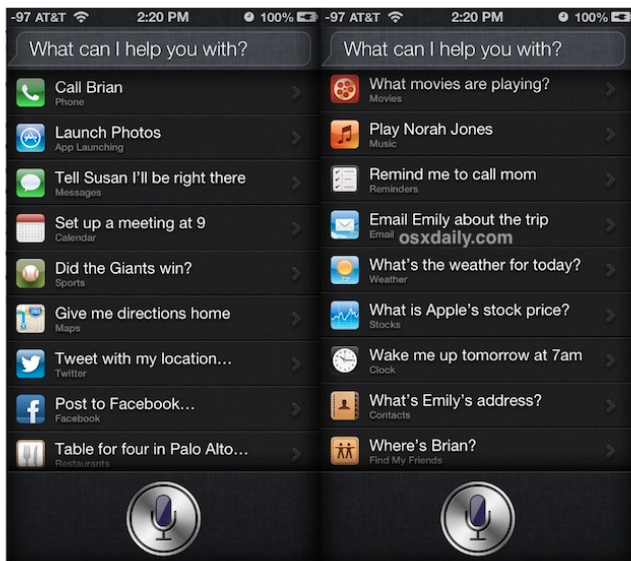 -97 AT&T 2:20 PM 100%
What can I help you with?
Call Brian
Phone
Launch Photos
App Launching
Tell Susan I'll be right there
Messages
Set up a meeting at 9
Calendar
Did the Giants win?
Sports
Give me directions home
Maps
Tweet with my location...
Twitter
Post to Facebook...
Facebook
Table for four in Palo Alto...
Restaurants
-97 AT&T 2:20 PM 100%
What can I help you with?
What movies are playing?
Movies
Play Norah Jones
Music
Remind me to call mom
Reminders
Email Emily about the trip
Email
osxdaily.com
What's the weather for today?
Weather
What is Apple's stock price?
Stocks
Wake me up tomorrow at 7am
Clock
What's Emily's address?
Contacts
Where's Brian?
Find My Friends